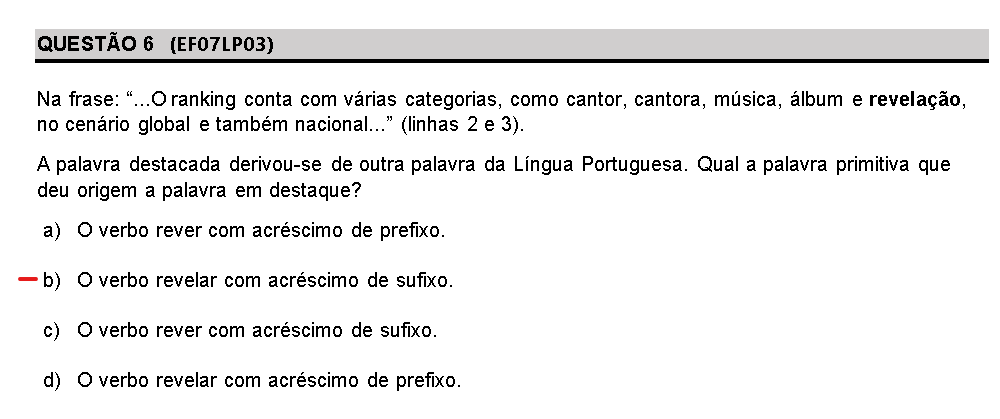 QUESTÃO 6 (EF07LP03)
Na frase: “...O ranking conta com várias categorias, como cantor, cantora, música, álbum e revelação,
no cenário global e também nacional...” (linhas 2 e 3).
A palavra destacada derivou-se de outra palavra da Língua Portuguesa. Qual a palavra primitiva que
deu origem a palavra em destaque?
a) O verbo rever com acréscimo de prefixo.
b) O verbo revelar com acréscimo de sufixo.
c) O verbo rever com acréscimo de sufixo.
d) O verbo revelar com acréscimo de prefixo.